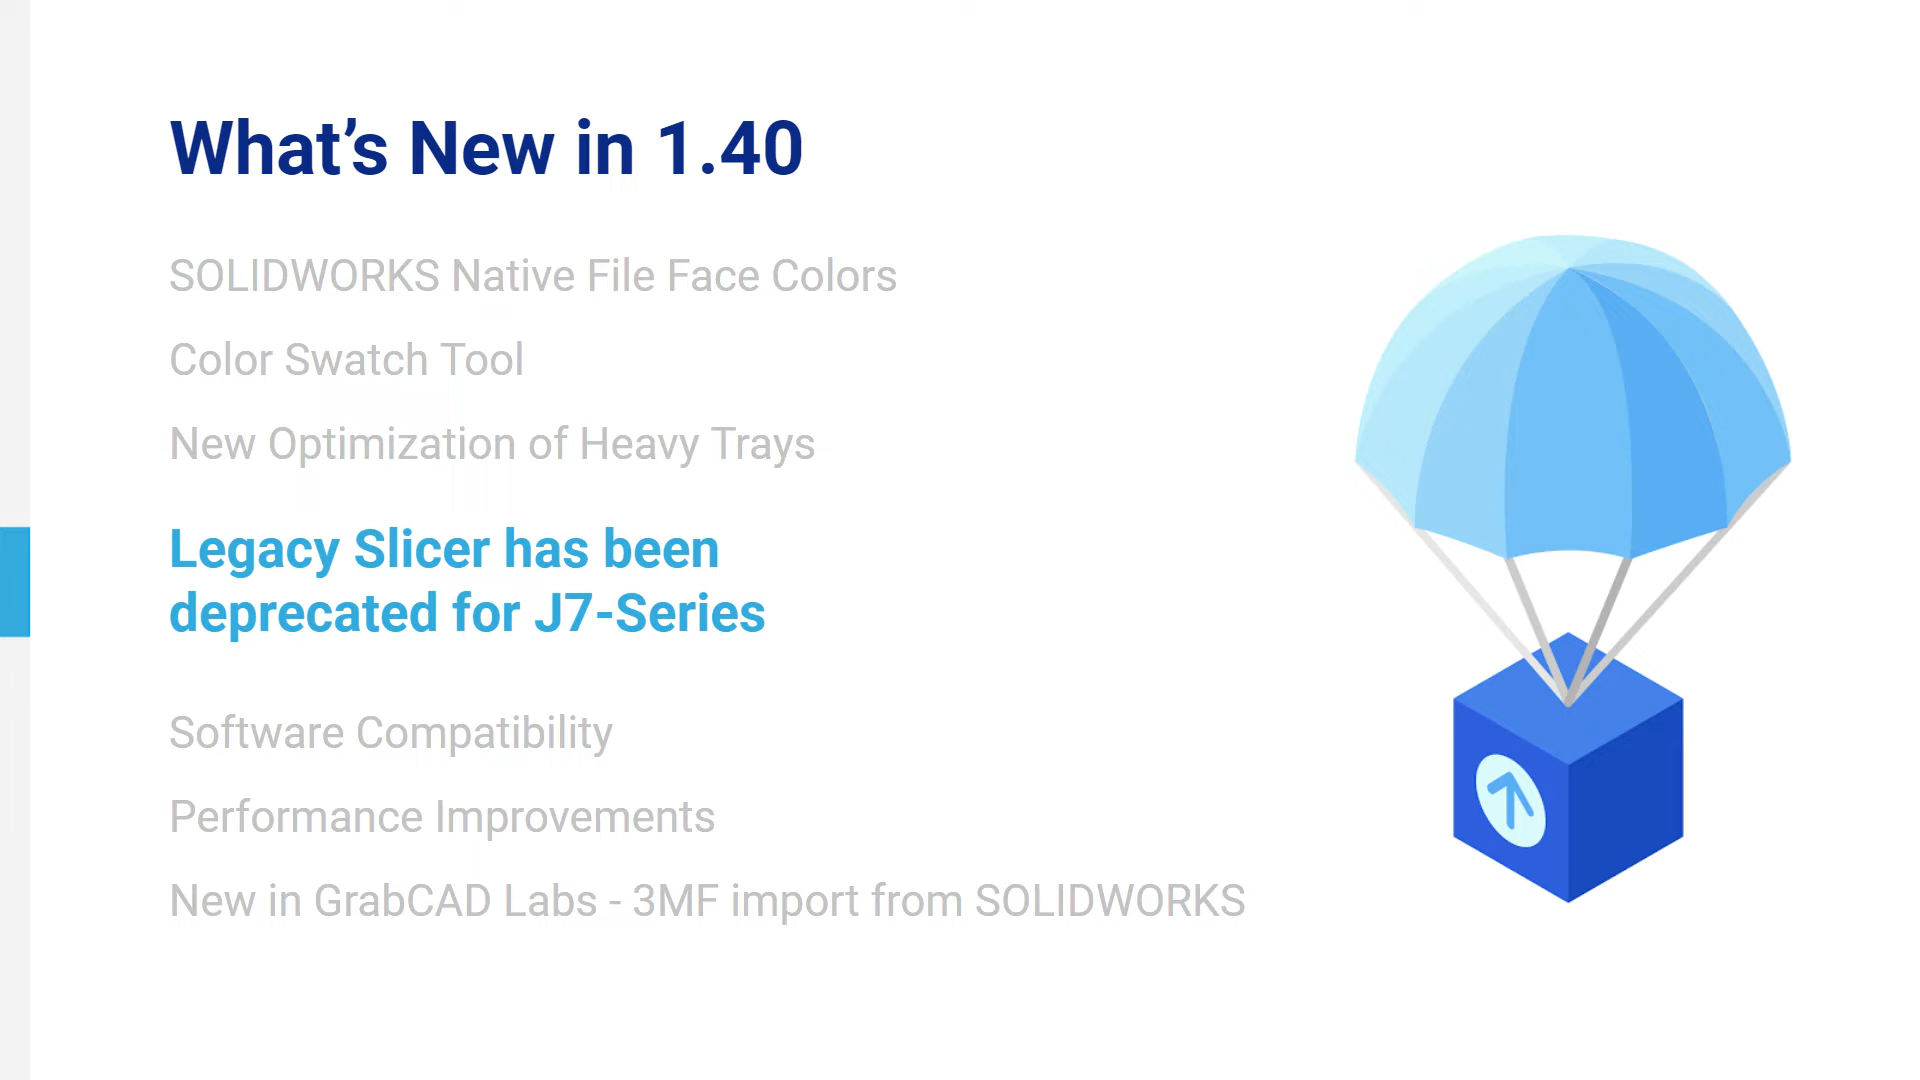 What’s New in 1.40
SOLIDWORKS Native File Face Colors
Color Swatch Tool
New Optimization of Heavy Trays
Legacy Slicer has been
deprecated for J7-Series
Software Compatibility
Performance Improvements
New in GrabCAD Labs - 3MF import from SOLIDWORKS